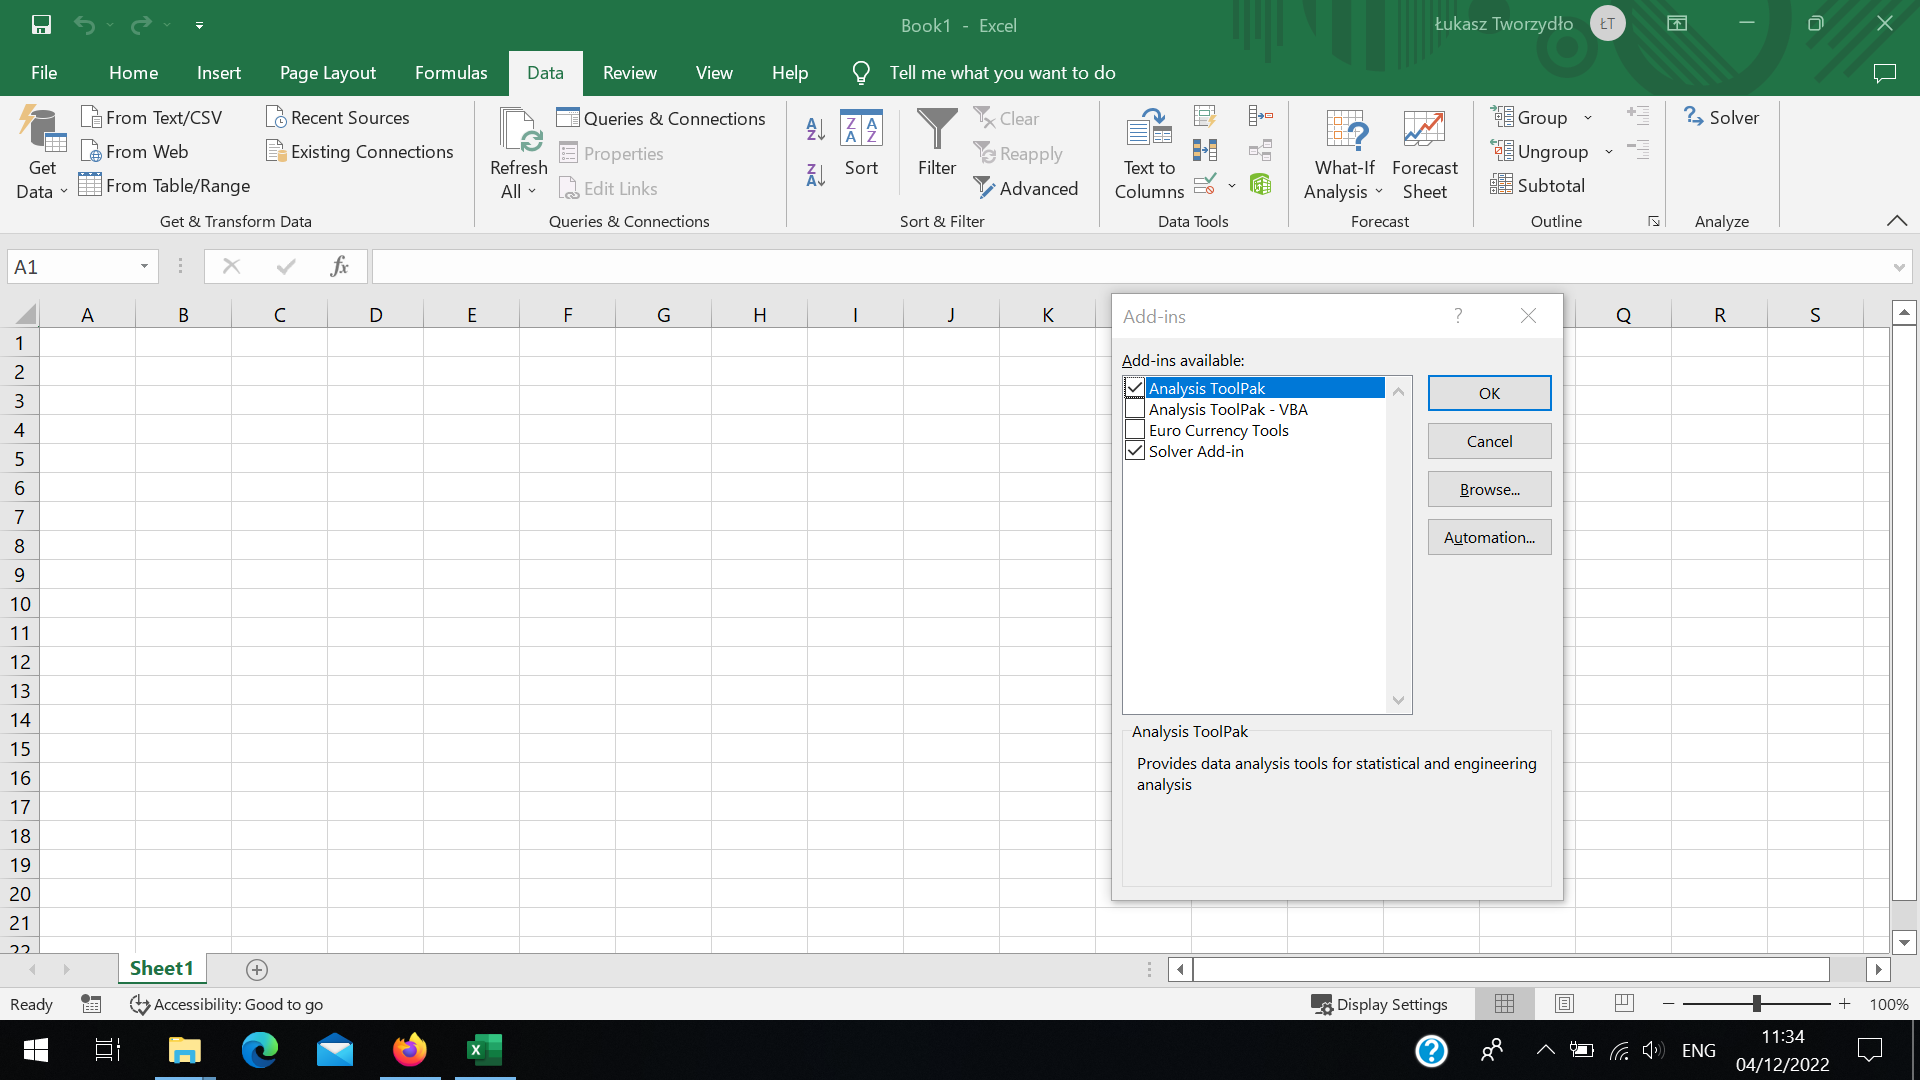 Book1 - Excel
Łukasz Tworzydło
ŁT
File
Home
Insert
Page Layout
Formulas
Data
Review
View
Help
Tell me what you want to do
Get
Data
From Text/CSV
From Web
From Table/Range
Recent Sources
Existing Connections
Get & Transform Data
Refresh
All
Queries & Connections
Properties
Edit Links
Queries & Connections
Sort
Filter
Clear
Reapply
Advanced
Sort & Filter
Text to
Columns
Data Tools
What-If
Analysis
Forecast
Sheet
Forecast
Group
Ungroup
Subtotal
Outline
Solver
Analyze
A1
fx
A B C D E F G H I J K Q R S
1
2
3
4
5
6
7
8
9
10
11
12
13
14
15
16
17
18
19
20
21
22
Add-ins
?
Add-ins available:
Analysis ToolPak
Analysis ToolPak - VBA
Euro Currency Tools
Solver Add-in
OK
Cancel
Browse...
Automation...
Analysis ToolPak
Provides data analysis tools for statistical and engineering
analysis
Sheet1
Ready
Accessibility: Good to go
Display Settings
100%
ENG
11:34
04/12/2022